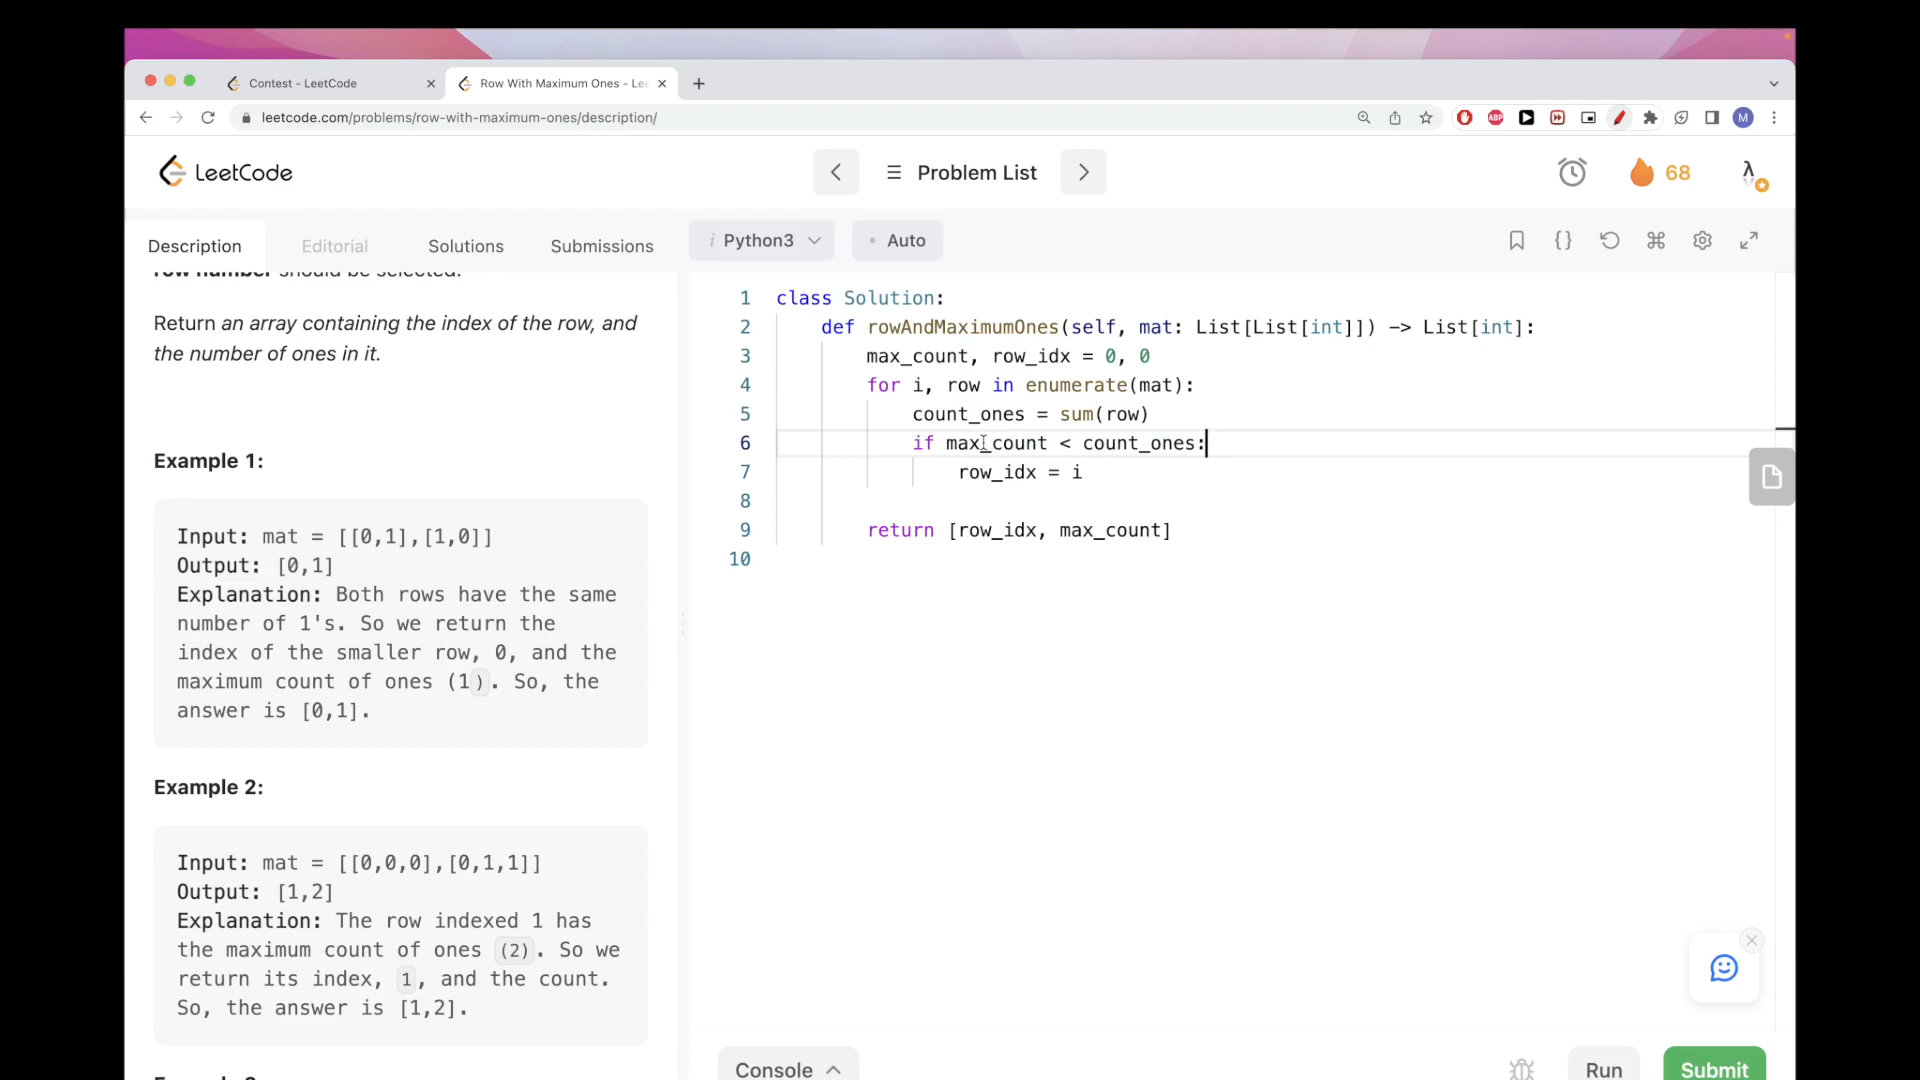 Contest - LeetCode
Row With Maximum Ones - Lee
leetcode.com/problems/row-with-maximum-ones/description/
ABP
M
LeetCode
Problem List
68
Description
Editorial
Solutions
Submissions
Python3
Auto
row number should be selected.
Return an array containing the index of the row, and
the number of ones in it.
Example 1:
Input: mat = [[0,1],[1,0]]
Output: [0,1]
Explanation: Both rows have the same
number of 1's. So we return the
index of the smaller row, 0, and the
maximum count of ones (1). So, the
answer is [0,1].
Example 2:
Input: mat = [[0,0,0],[0,1,1]]
Output: [1,2]
Explanation: The row indexed 1 has
the maximum count of ones (2). So we
return its index, 1, and the count.
So, the answer is [1,2].
1 class Solution:
2 def rowAndMaximumOnes(self, mat: List[List[int]]) -> List[int]:
3 max_count, row_idx = 0, 0
4 for i, row in enumerate(mat):
5 count_ones = sum(row)
6 if max_count < count_ones:
7 row_idx = i
8
9 return [row_idx, max_count]
10
Console
Run
Submit